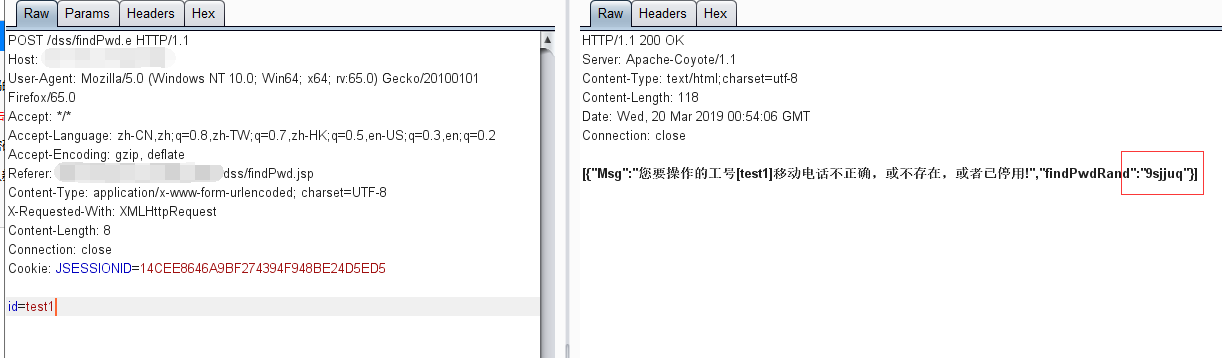 Raw Params Headers Hex
POST /dss/findPwd.e HTTP/1.1
Host:
User-Agent: Mozilla/5.0 (Windows NT 10.0; Win64; x64; rv:65.0) Gecko/20100101
Firefox/65.0
Accept: */*
Accept-Language: zh-CN,zh;q=0.8,zh-TW;q=0.7,zh-HK;q=0.5,en-US;q=0.3,en;q=0.2
Accept-Encoding: gzip, deflate
Referer: dss/findPwd.jsp
Content-Type: application/x-www-form-urlencoded; charset=UTF-8
X-Requested-With: XMLHttpRequest
Content-Length: 8
Connection: close
Cookie: JSESSIONID=14CEE8646A9BF274394F948BE24D5ED5
id=test1
Raw Headers Hex
HTTP/1.1 200 OK
Server: Apache-Coyote/1.1
Content-Type: text/html;charset=utf-8
Content-Length: 118
Date: Wed, 20 Mar 2019 00:54:06 GMT
Connection: close
[{"Msg":"您要操作的工号[test1]移动电话不正确，或不存在，或者已停用!","findPwdRand":"9sjjuq"}]